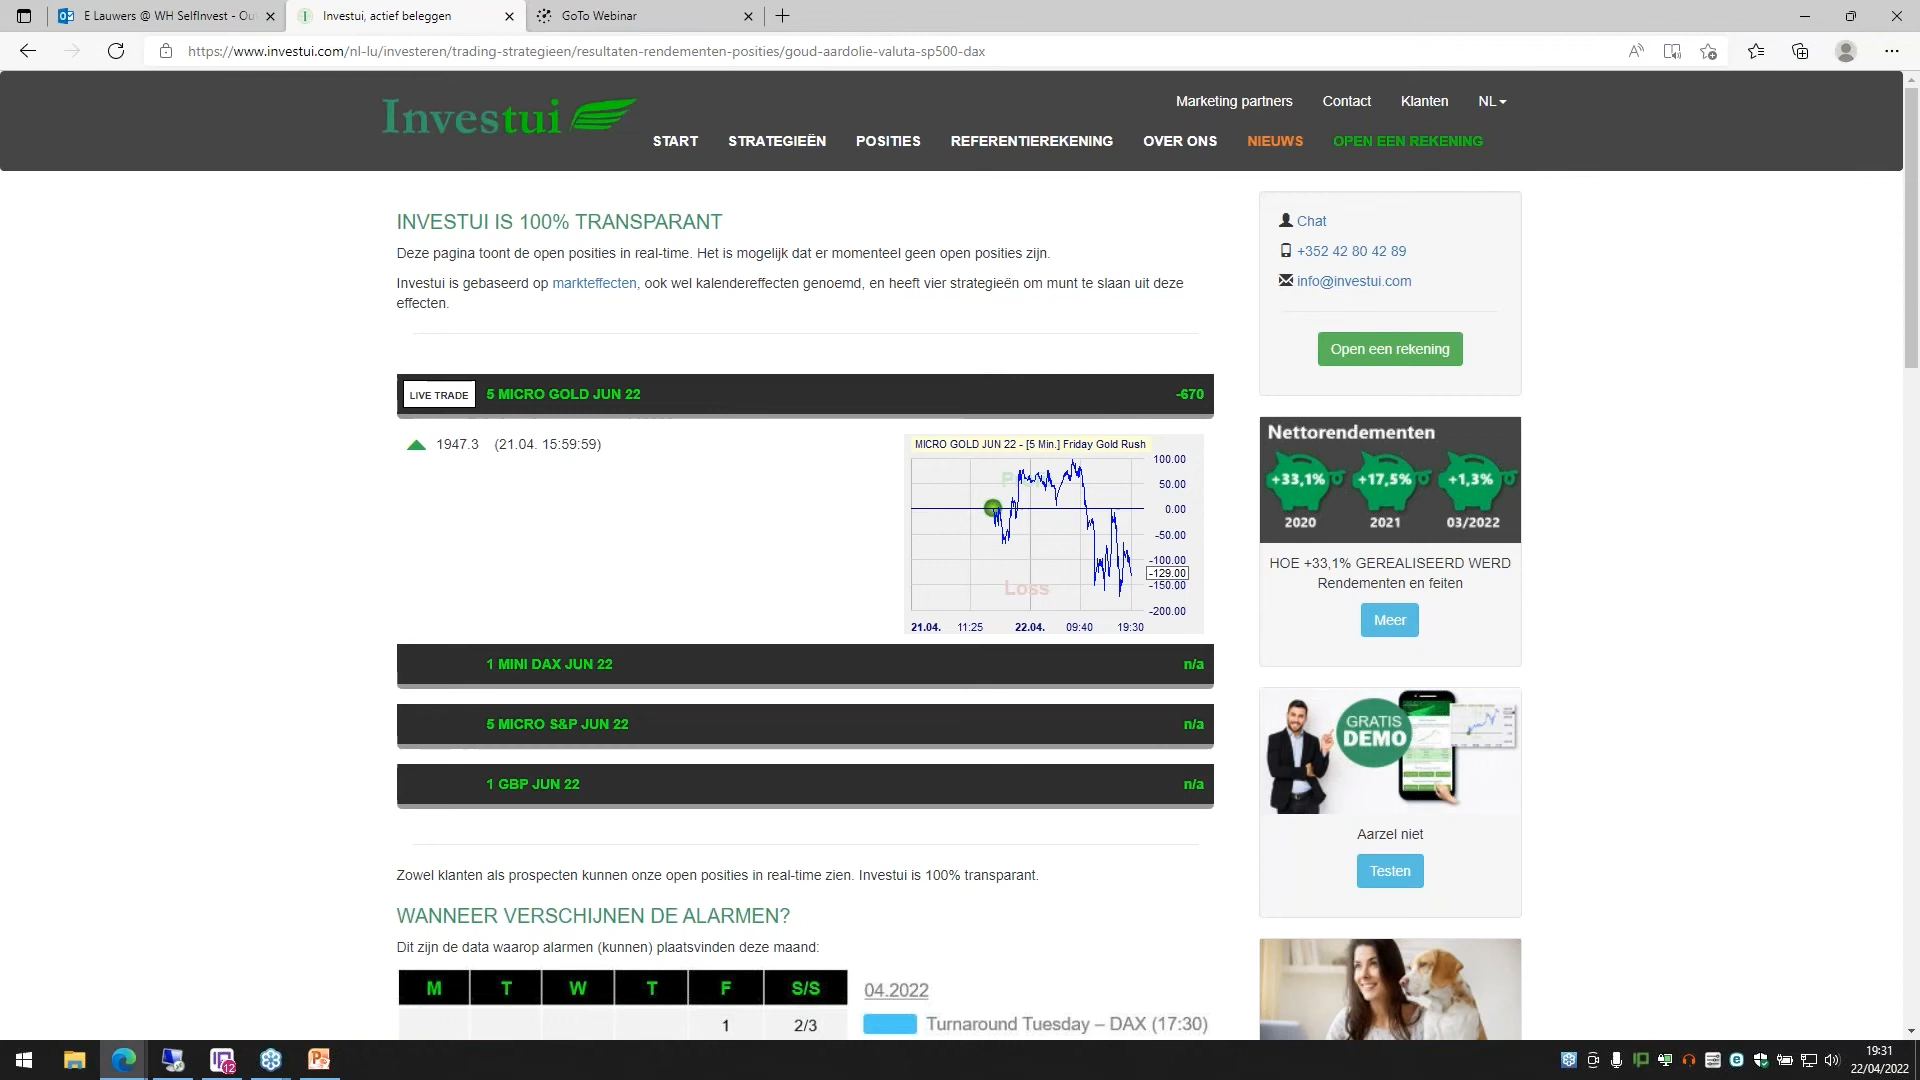 E Lauwers @ WH SelfInvest - Ou
Investui, actief beleggen
GoTo Webinar
https://www.investui.com/nl-lu/investeren/trading-strategieen/resultaten-rendementen-posities/goud-aardolie-valuta-sp500-dax
Investui
Marketing partners Contact Klanten NL
START STRATEGIEËN POSITIES REFERENTIEREKENING OVER ONS NIEUWS OPEN EEN REKENING
INVESTUI IS 100% TRANSPARANT
Deze pagina toont de open posities in real-time. Het is mogelijk dat er momenteel geen open posities zijn.
Investui is gebaseerd op markteffecten, ook wel kalendereffecten genoemd, en heeft vier strategieën om munt te slaan uit deze
effecten.
LIVE TRADE 5 MICRO GOLD JUN 22 -670
1947.3 (21.04. 15:59:59)
MICRO GOLD JUN 22 - [5 Min.] Friday Gold Rush
100.00
50.00
0.00
-50.00
-100.00
-129.00
-150.00
-200.00
Loss
21.04. 11:25 22.04. 09:40 19:30
1 MINI DAX JUN 22 n/a
5 MICRO S&P JUN 22 n/a
1 GBP JUN 22 n/a
Zowel klanten als prospecten kunnen onze open posities in real-time zien. Investui is 100% transparant.
WANNEER VERSCHIJNEN DE ALARMEN?
Dit zijn de data waarop alarmen (kunnen) plaatsvinden deze maand:
M T W T F S/S
1 2/3
04.2022
Turnaround Tuesday – DAX (17:30)
Chat
+352 42 80 42 89
info@investui.com
Open een rekening
Nettorendementen
+33,1% +17,5% +1,3%
2020 2021 03/2022
HOE +33,1% GEREALISEERD WERD
Rendementen en feiten
Meer
GRATIS
DEMO
Aarzel niet
Testen
12
19:31
22/04/2022